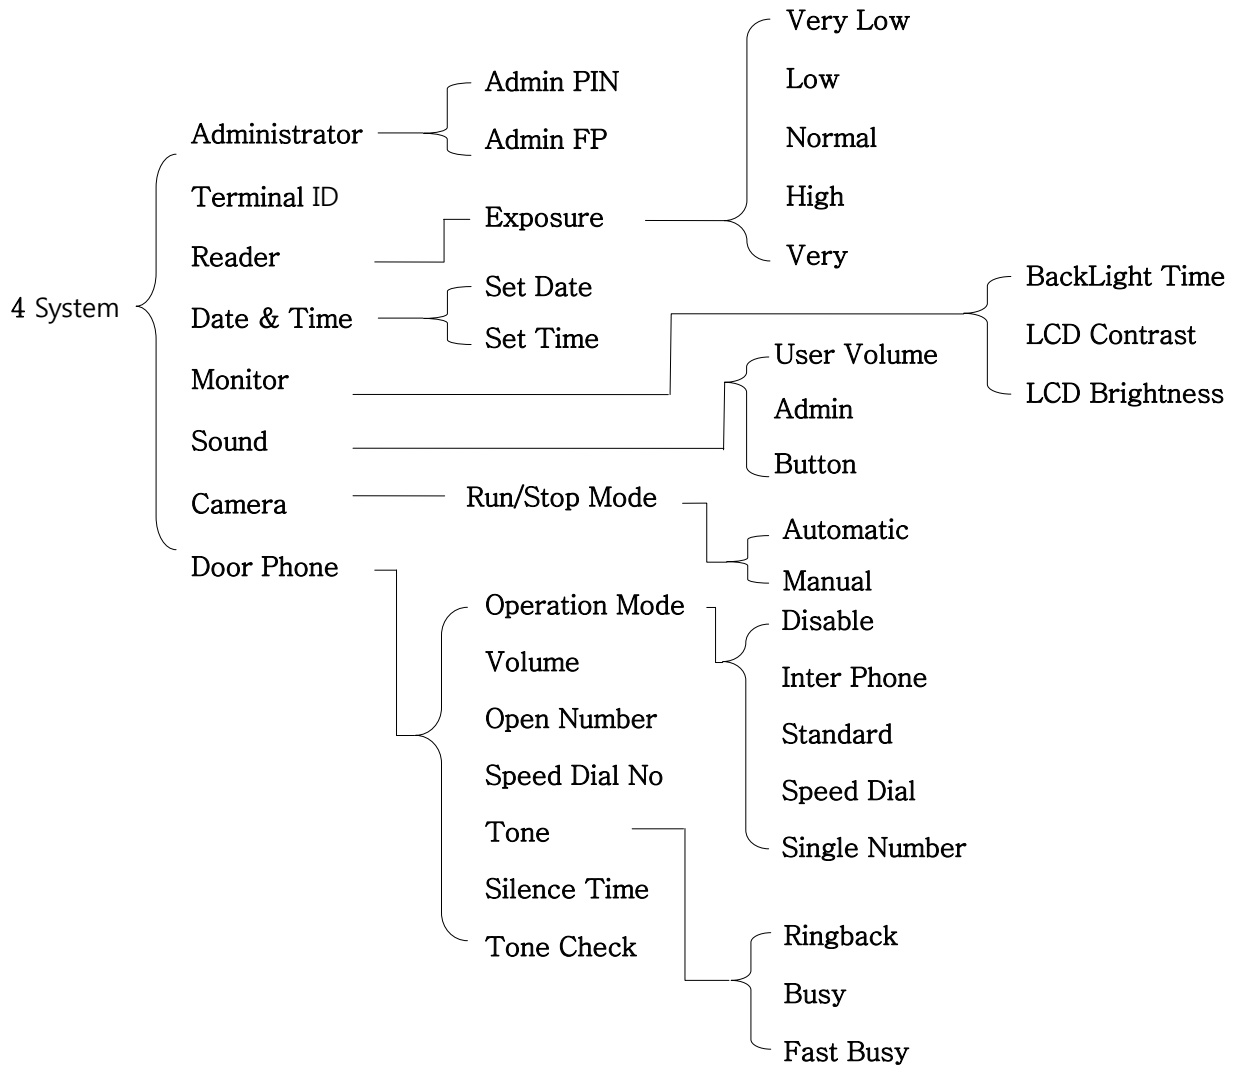 4 System
Administrator
Admin PIN
Admin FP
Terminal ID
Reader
Exposure
Very Low
Low
Normal
High
Very
Date & Time
Set Date
Set Time
Monitor
BackLight Time
LCD Contrast
LCD Brightness
Sound
User Volume
Admin
Button
Camera
Run/Stop Mode
Automatic
Manual
Door Phone
Operation Mode
Disable
Inter Phone
Standard
Speed Dial
Single Number
Volume
Open Number
Speed Dial No
Tone
Ringback
Busy
Fast Busy
Silence Time
Tone Check